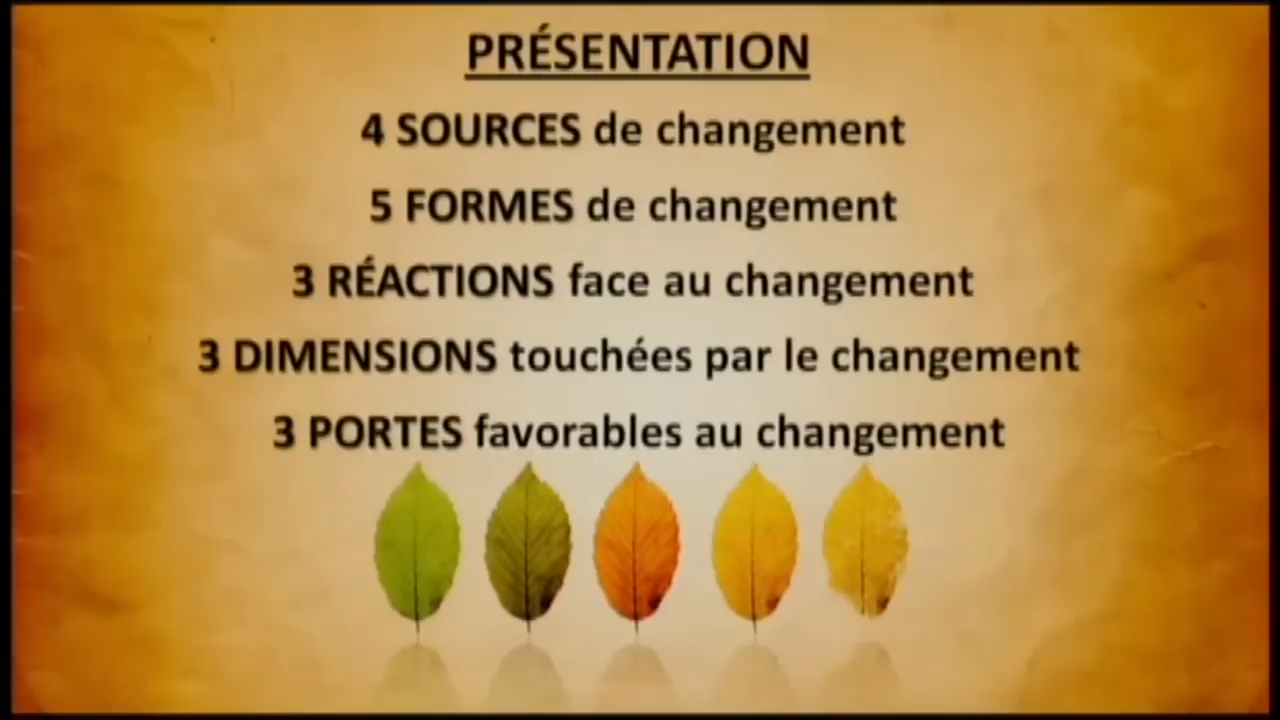 PRÉSENTATION
4 SOURCES de changement
5 FORMES de changement
3 RÉACTIONS face au changement
3 DIMENSIONS touchées par le changement
3 PORTES favorables au changement